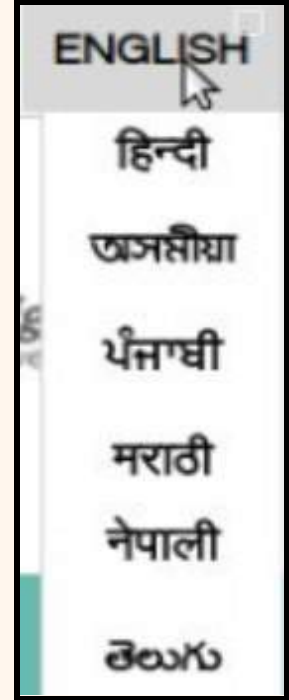 ENGLISH
हिन्दी
অসমীয়া
ਪੰਜਾਬੀ
मराठी
नेपाली
తెలుగు